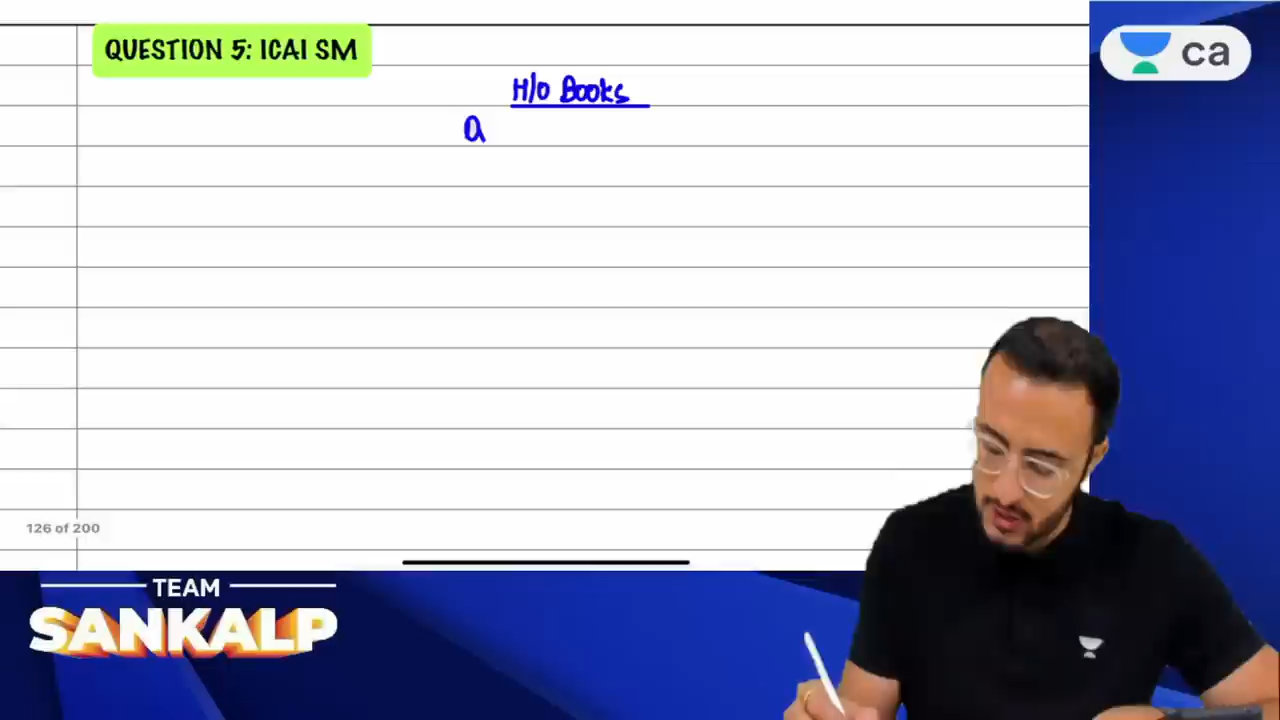 QUESTION 5: ICAI SM
ca
H/O Books
a
126 of 200
TEAM
SANKALP